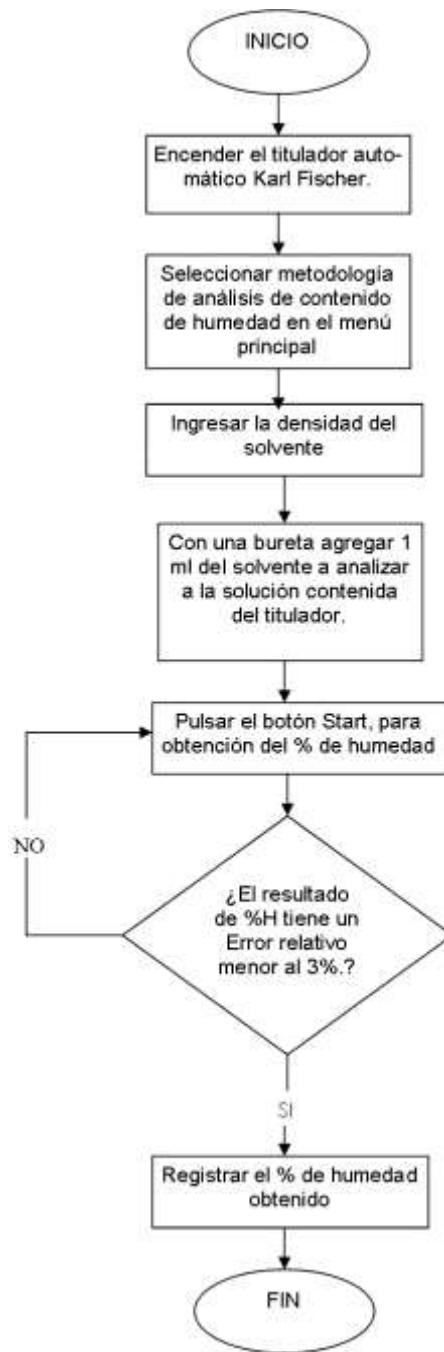 INICIO
Encender el titulador auto-
mático Karl Fischer.
Seleccionar metodología
de análisis de contenido
de humedad en el menú
principal
Ingresar la densidad del
solvente
Con una bureta agregar 1
ml del solvente a analizar
a la solución contenida
del titulador.
Pulsar el botón Start, para
obtención del % de humedad
NO
¿El resultado
de %H tiene un
Error relativo
menor al 3%.?
SI
Registrar el % de humedad
obtenido
FIN